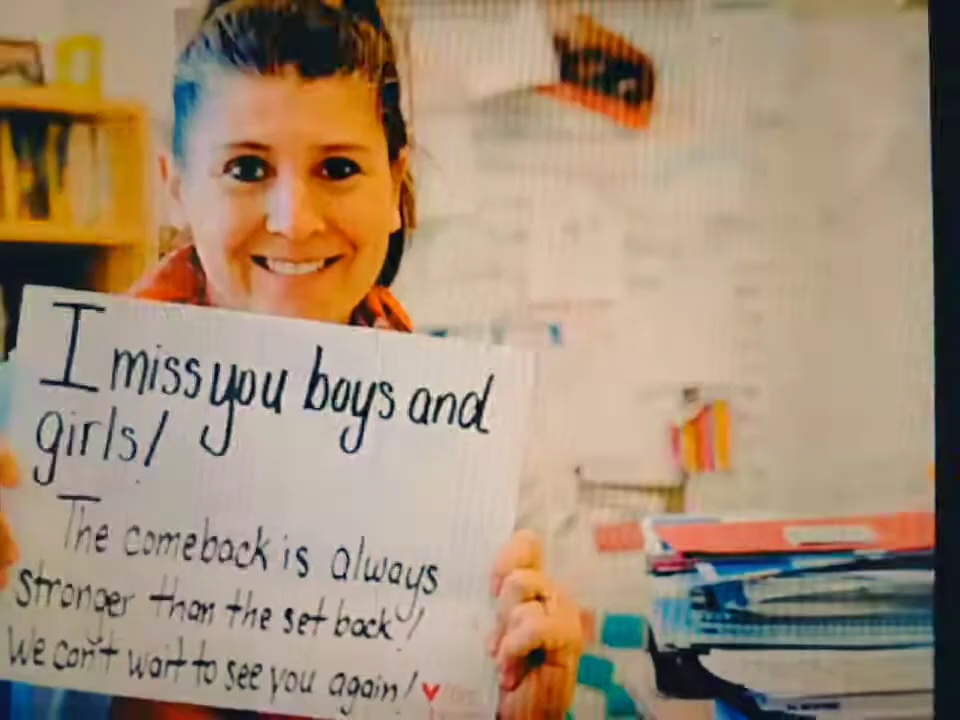 I miss you boys and
girls!
The comeback is always
stronger than the set back!
We can't wait to see you again!